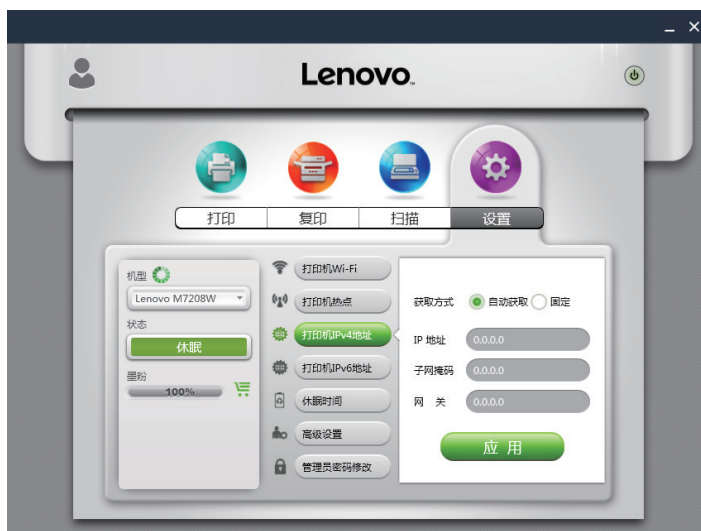 Lenovo™
打印 复印 扫描 设置
机型
Lenovo M7208W
状态
休眠
墨粉
100%
打印机Wi-Fi
打印机热点
打印机IPv4地址
打印机IPv6地址
休眠时间
高级设置
管理员密码修改
获取方式 自动获取 固定
IP 地址 0.0.0.0
子网掩码 0.0.0.0
网 关 0.0.0.0
应 用